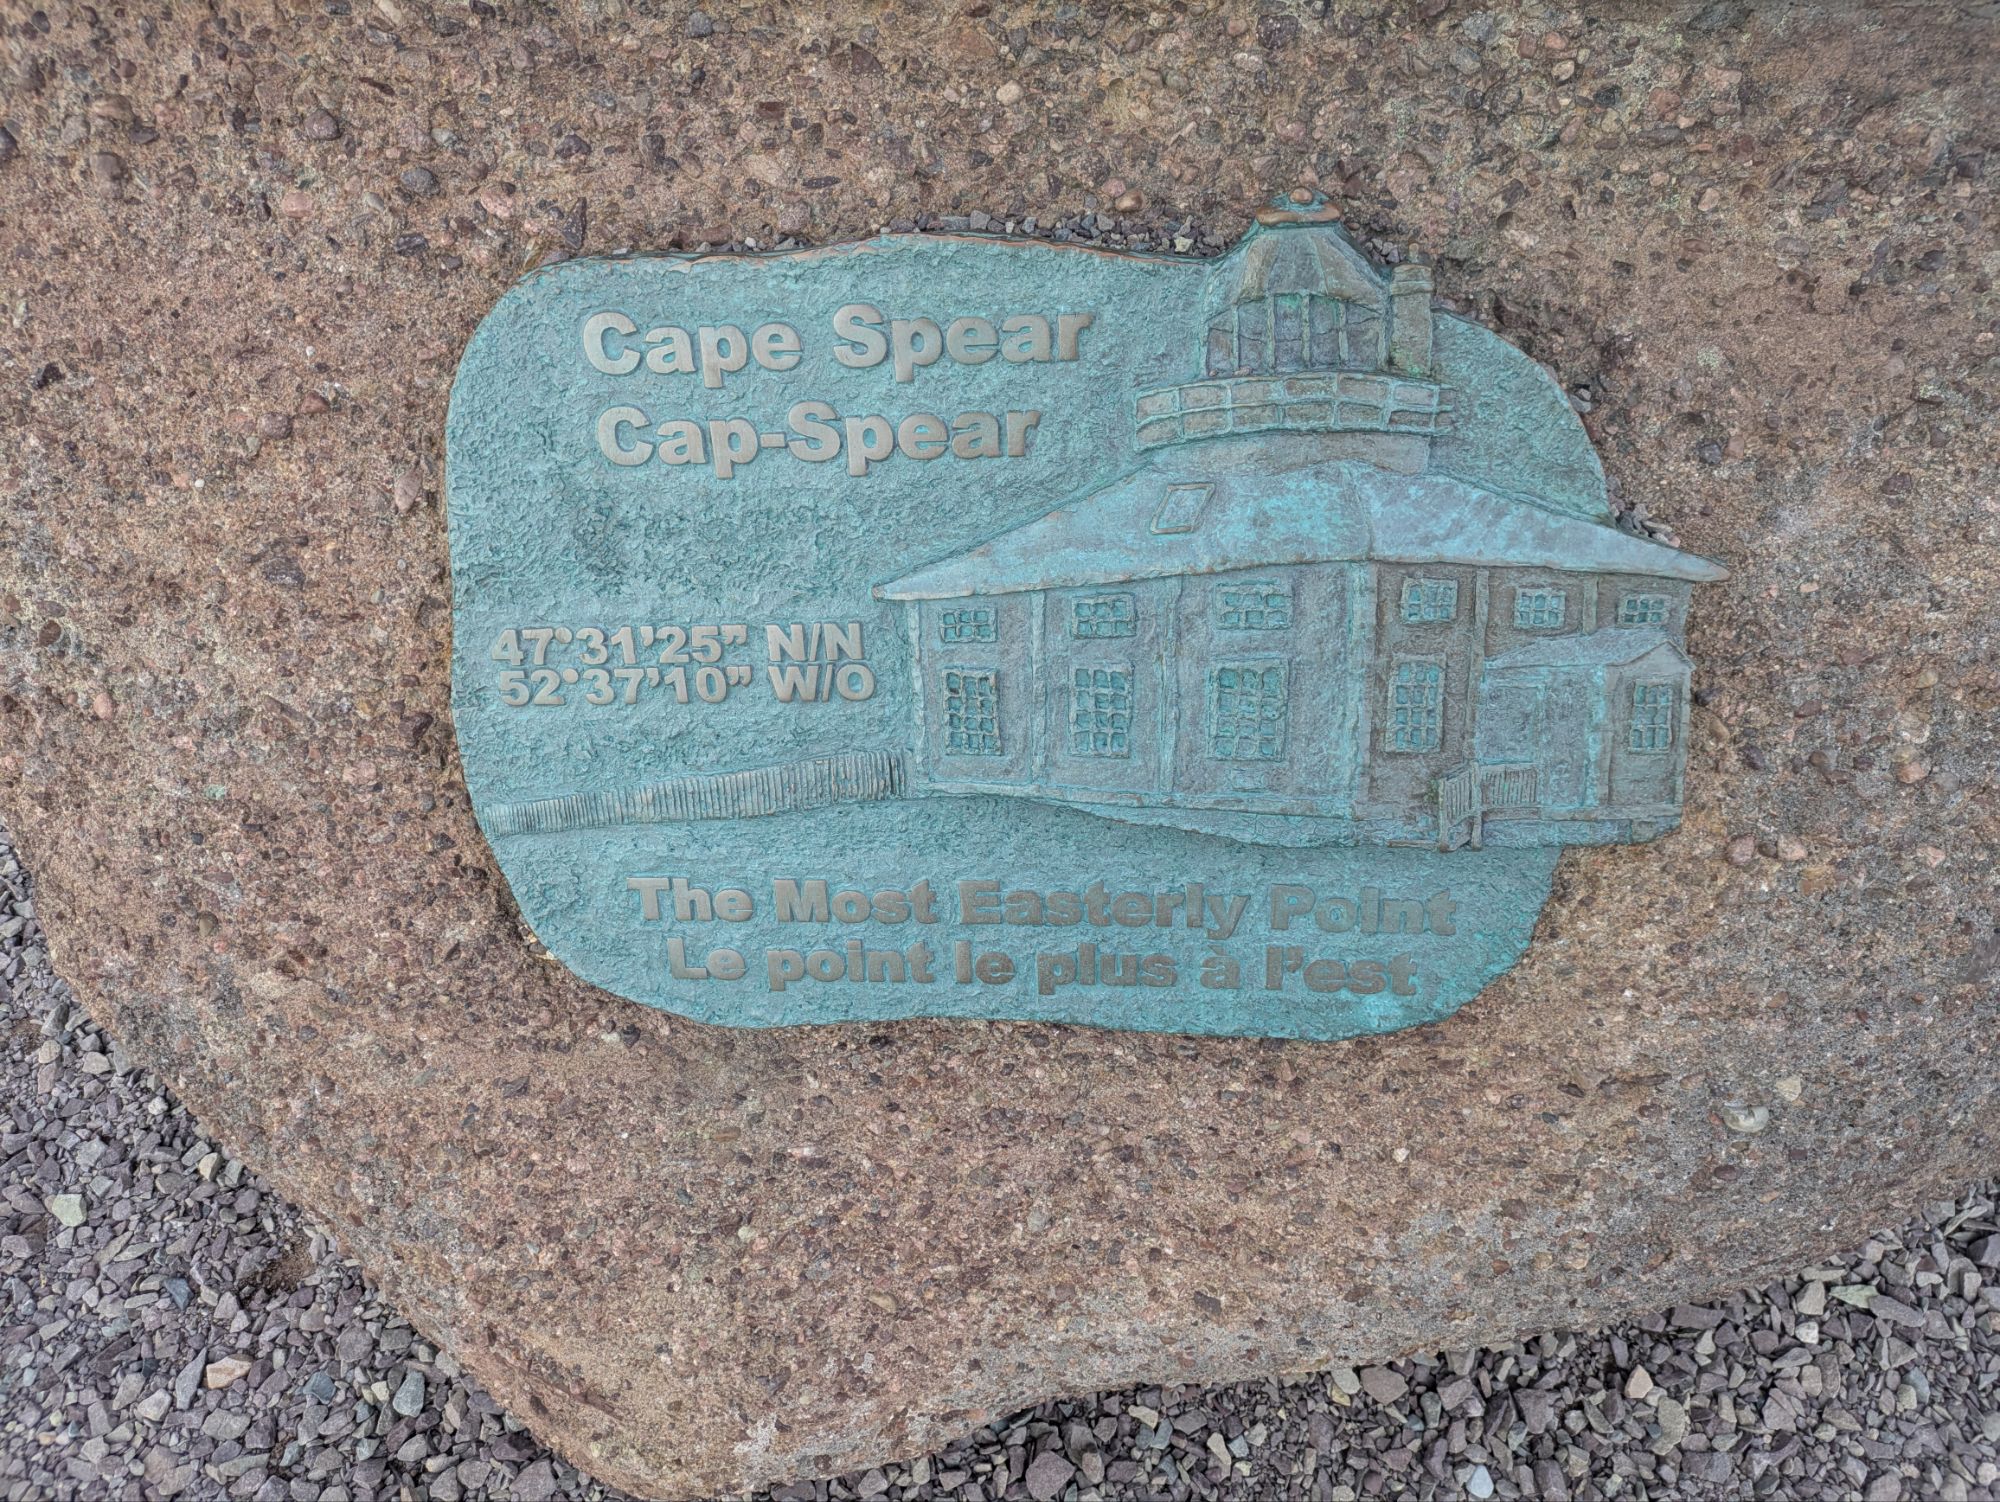 Cape Spear
Cap-Spear
47°31'25" N/N
52°37'10" W/O
The Most Easterly Point
Le point le plus à l'est